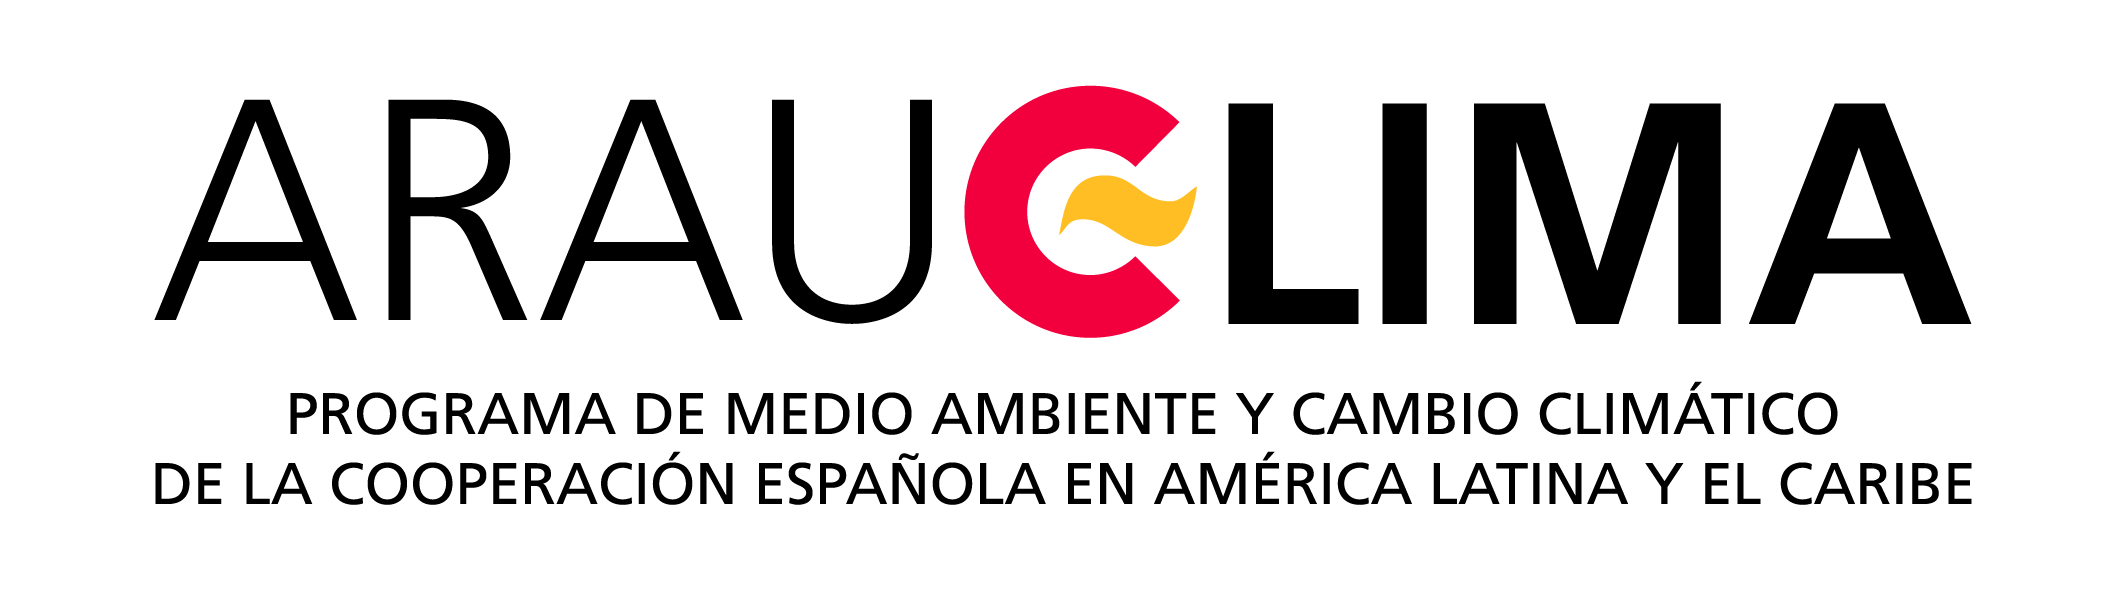 ARAUCLIMA
PROGRAMA DE MEDIO AMBIENTE Y CAMBIO CLIMÁTICO
DE LA COOPERACIÓN ESPAÑOLA EN AMÉRICA LATINA Y EL CARIBE